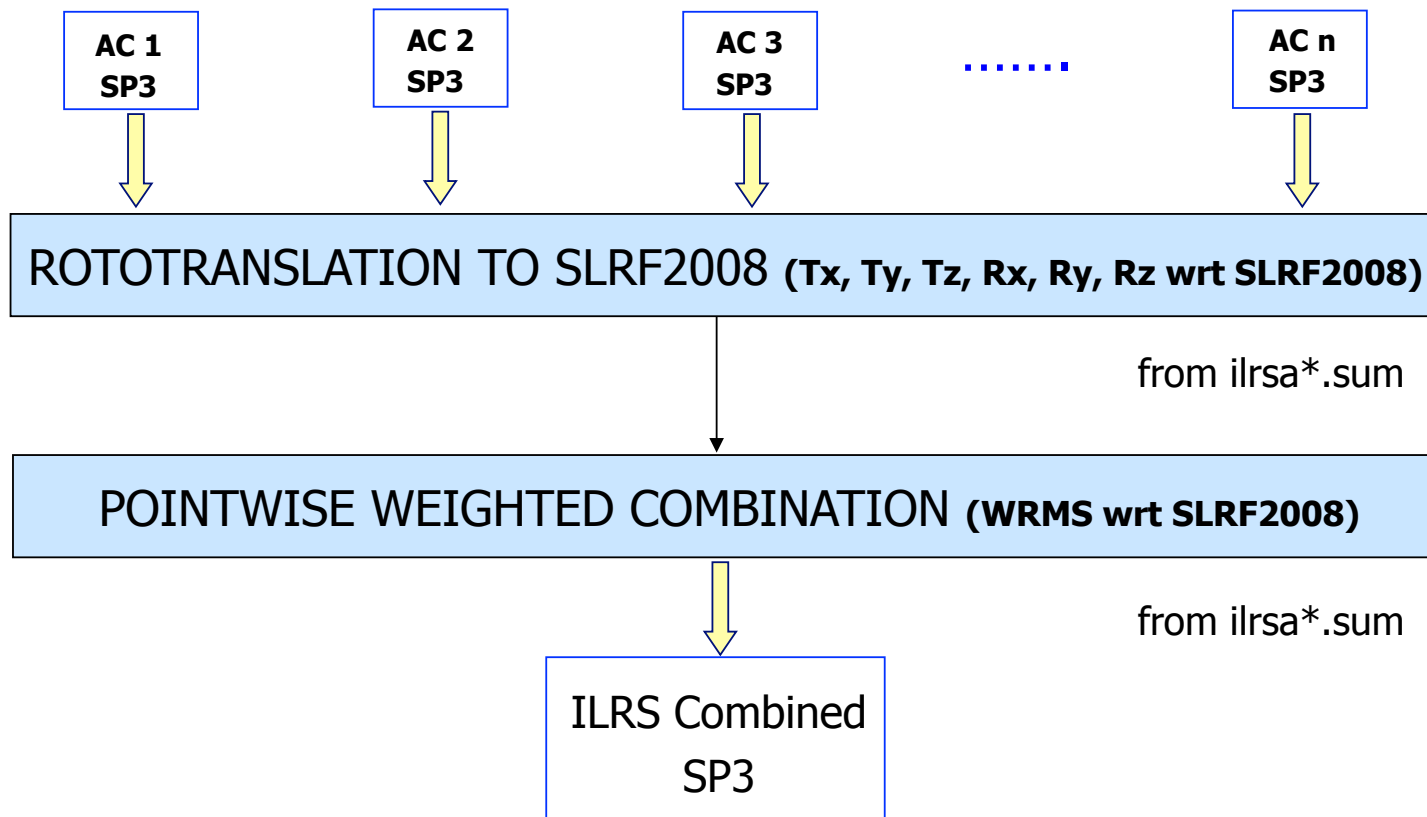 AC 1
SP3
AC 2
SP3
AC 3
SP3
.......
AC n
SP3
ROTOTRANSLATION TO SLRF2008 (Tx, Ty, Tz, Rx, Ry, Rz wrt SLRF2008)
from ilrsa*.sum
POINTWISE WEIGHTED COMBINATION (WRMS wrt SLRF2008)
from ilrsa*.sum
ILRS Combined
SP3